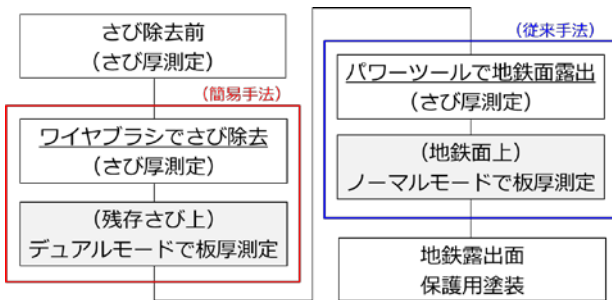 さび除去前
(さび厚測定)
(簡易手法)
ワイヤブラシでさび除去
(さび厚測定)
(残存さび上)
デュアルモードで板厚測定
(従来手法)
パワーツールで地鉄面露出
(さび厚測定)
(地鉄面上)
ノーマルモードで板厚測定
地鉄露出面
保護用塗装